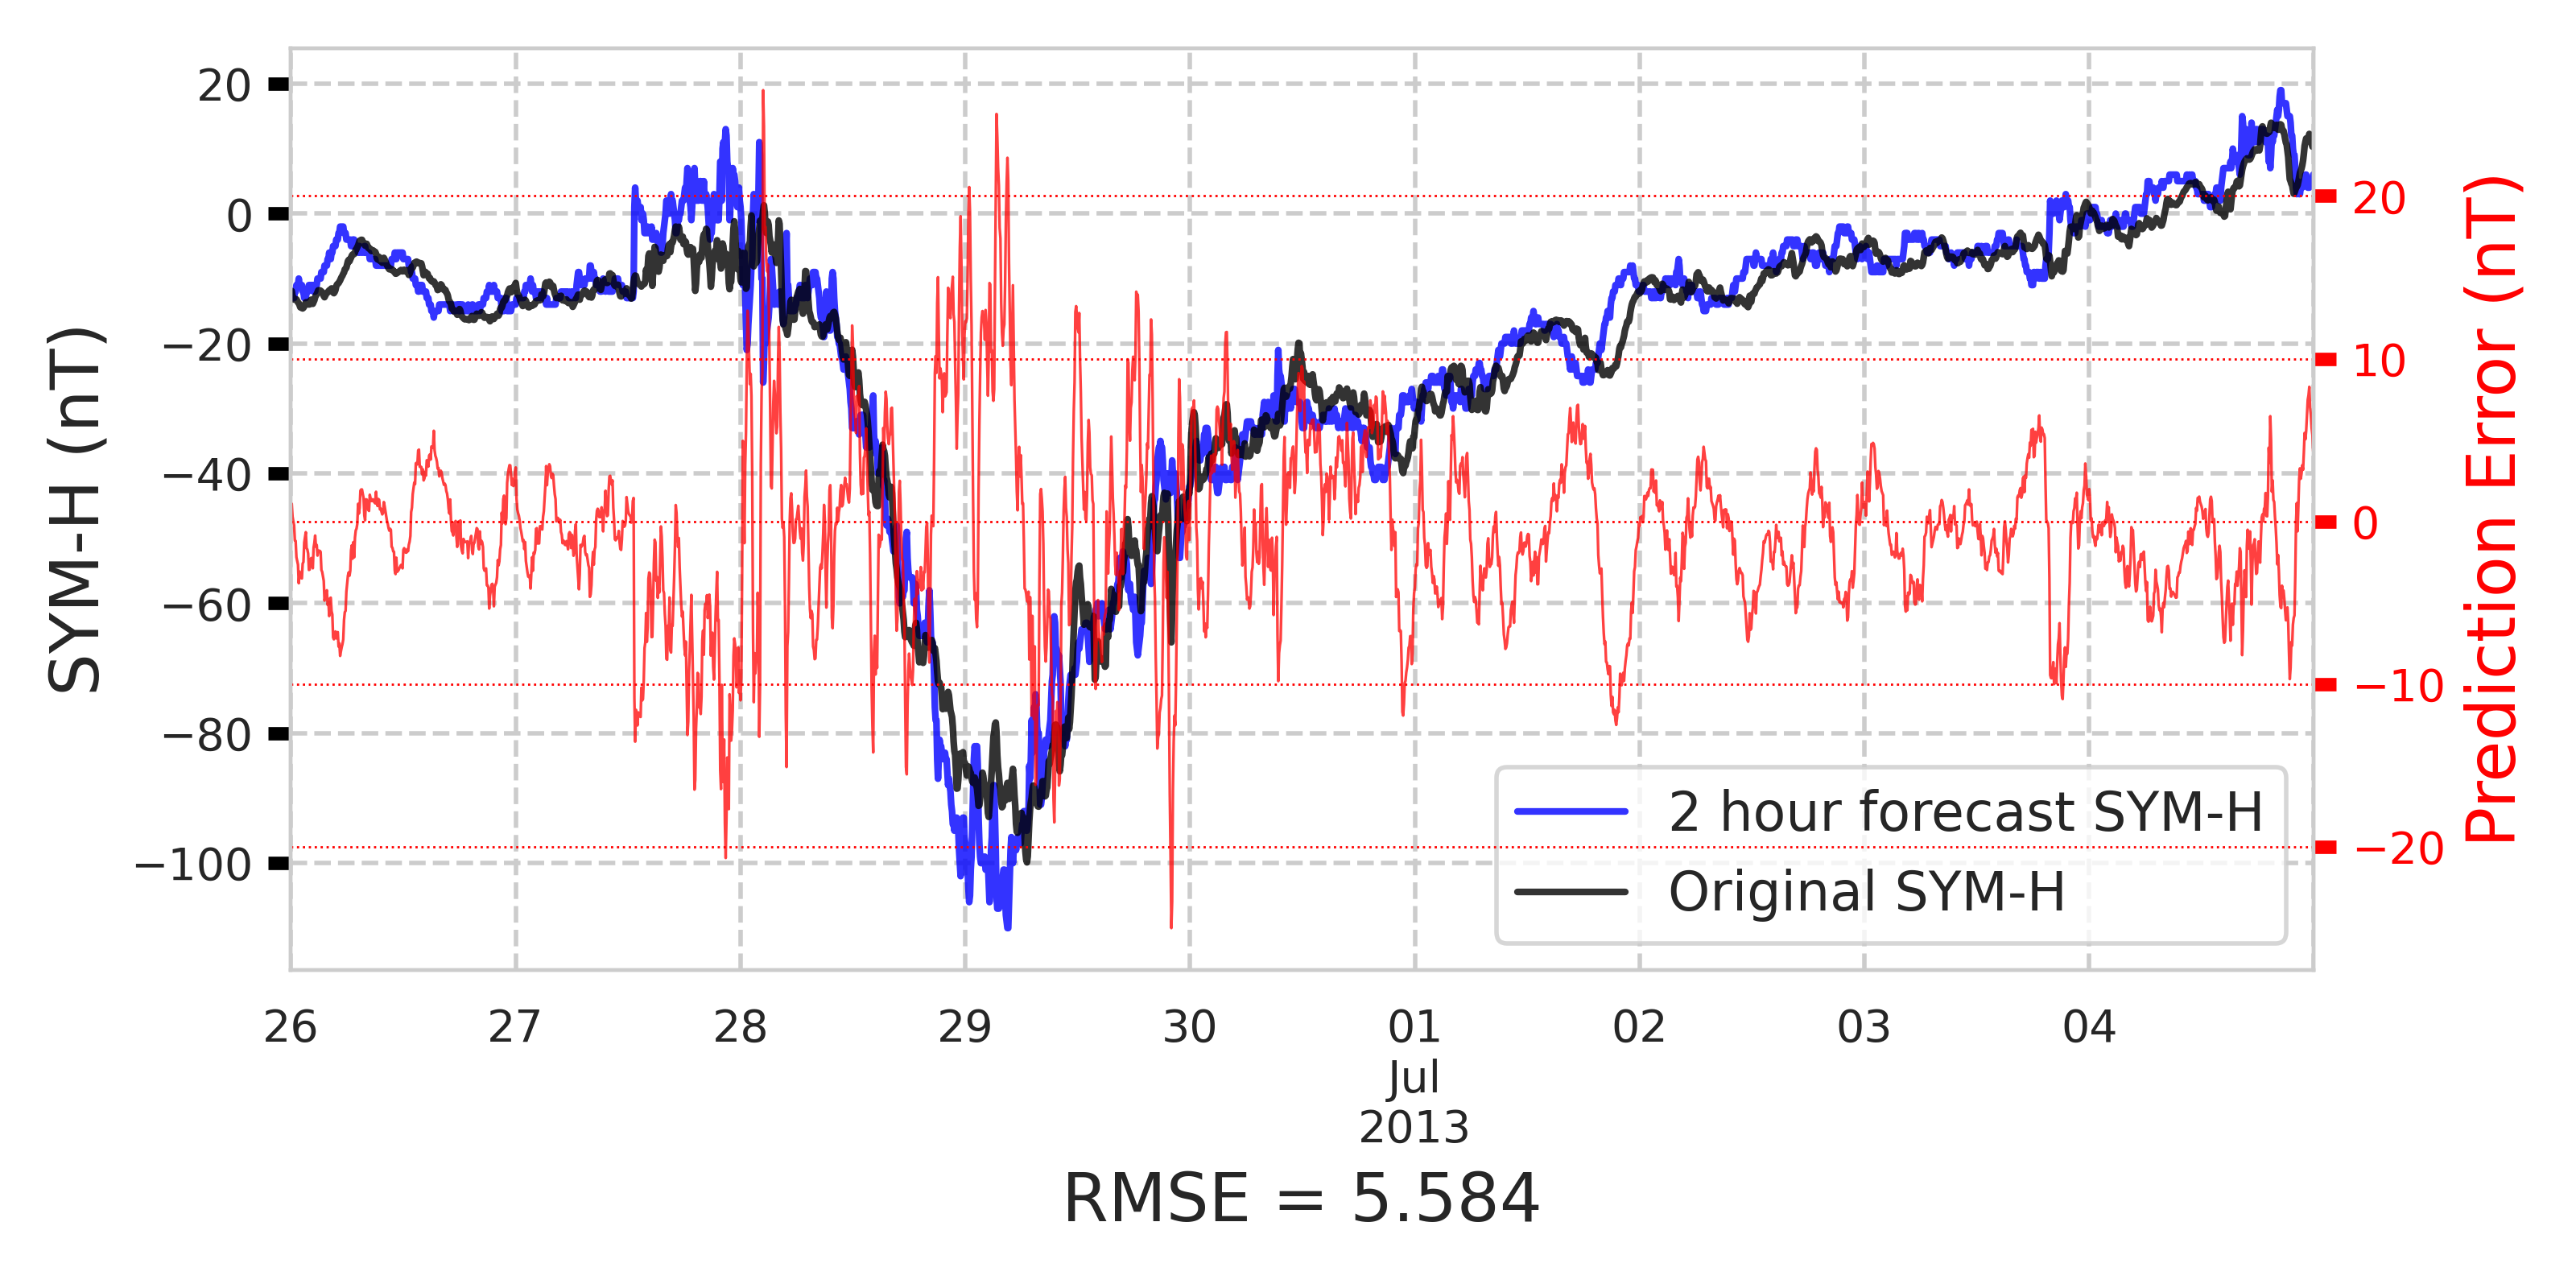 SYM-H (nT)
20
0
−20
−40
−60
−80
−100
20
10
0
−10
−20
Prediction Error (nT)
2 hour forecast SYM-H
Original SYM-H
26 27 28 29 30 01 02 03 04
Jul
2013
RMSE = 5.584